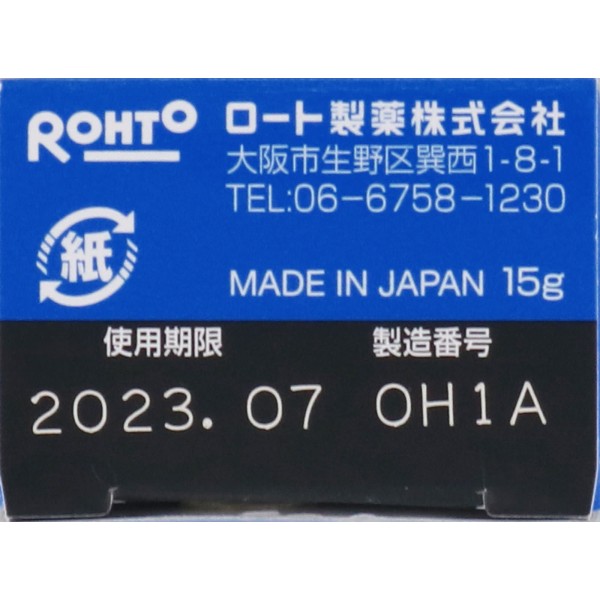 ROHTO
ロート製薬株式会社
大阪市生野区巽西1-8-1
TEL:06-6758-1230
紙
MADE IN JAPAN 15g
使用期限 製造番号
2023.07 0H1A